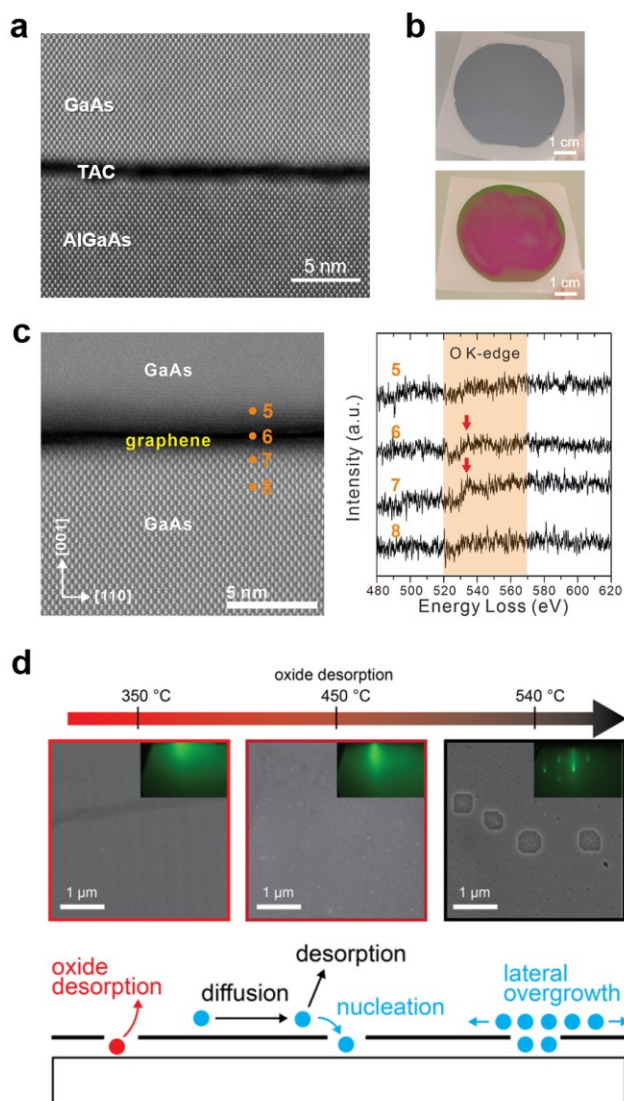 a
GaAs
TAC
AlGaAs
5 nm
b
1 cm
1 cm
c
GaAs
5
6
graphene
7
8
GaAs
[001]
[110]
5 nm
O K-edge
5
6
7
8
Intensity (a.u.)
480 490 500 520 540 560 580 600 620
Energy Loss (eV)
d
oxide desorption
350 °C
450 °C
540 °C
1 μm
1 μm
1 μm
oxide
desorption
diffusion
desorption
nucleation
lateral
overgrowth